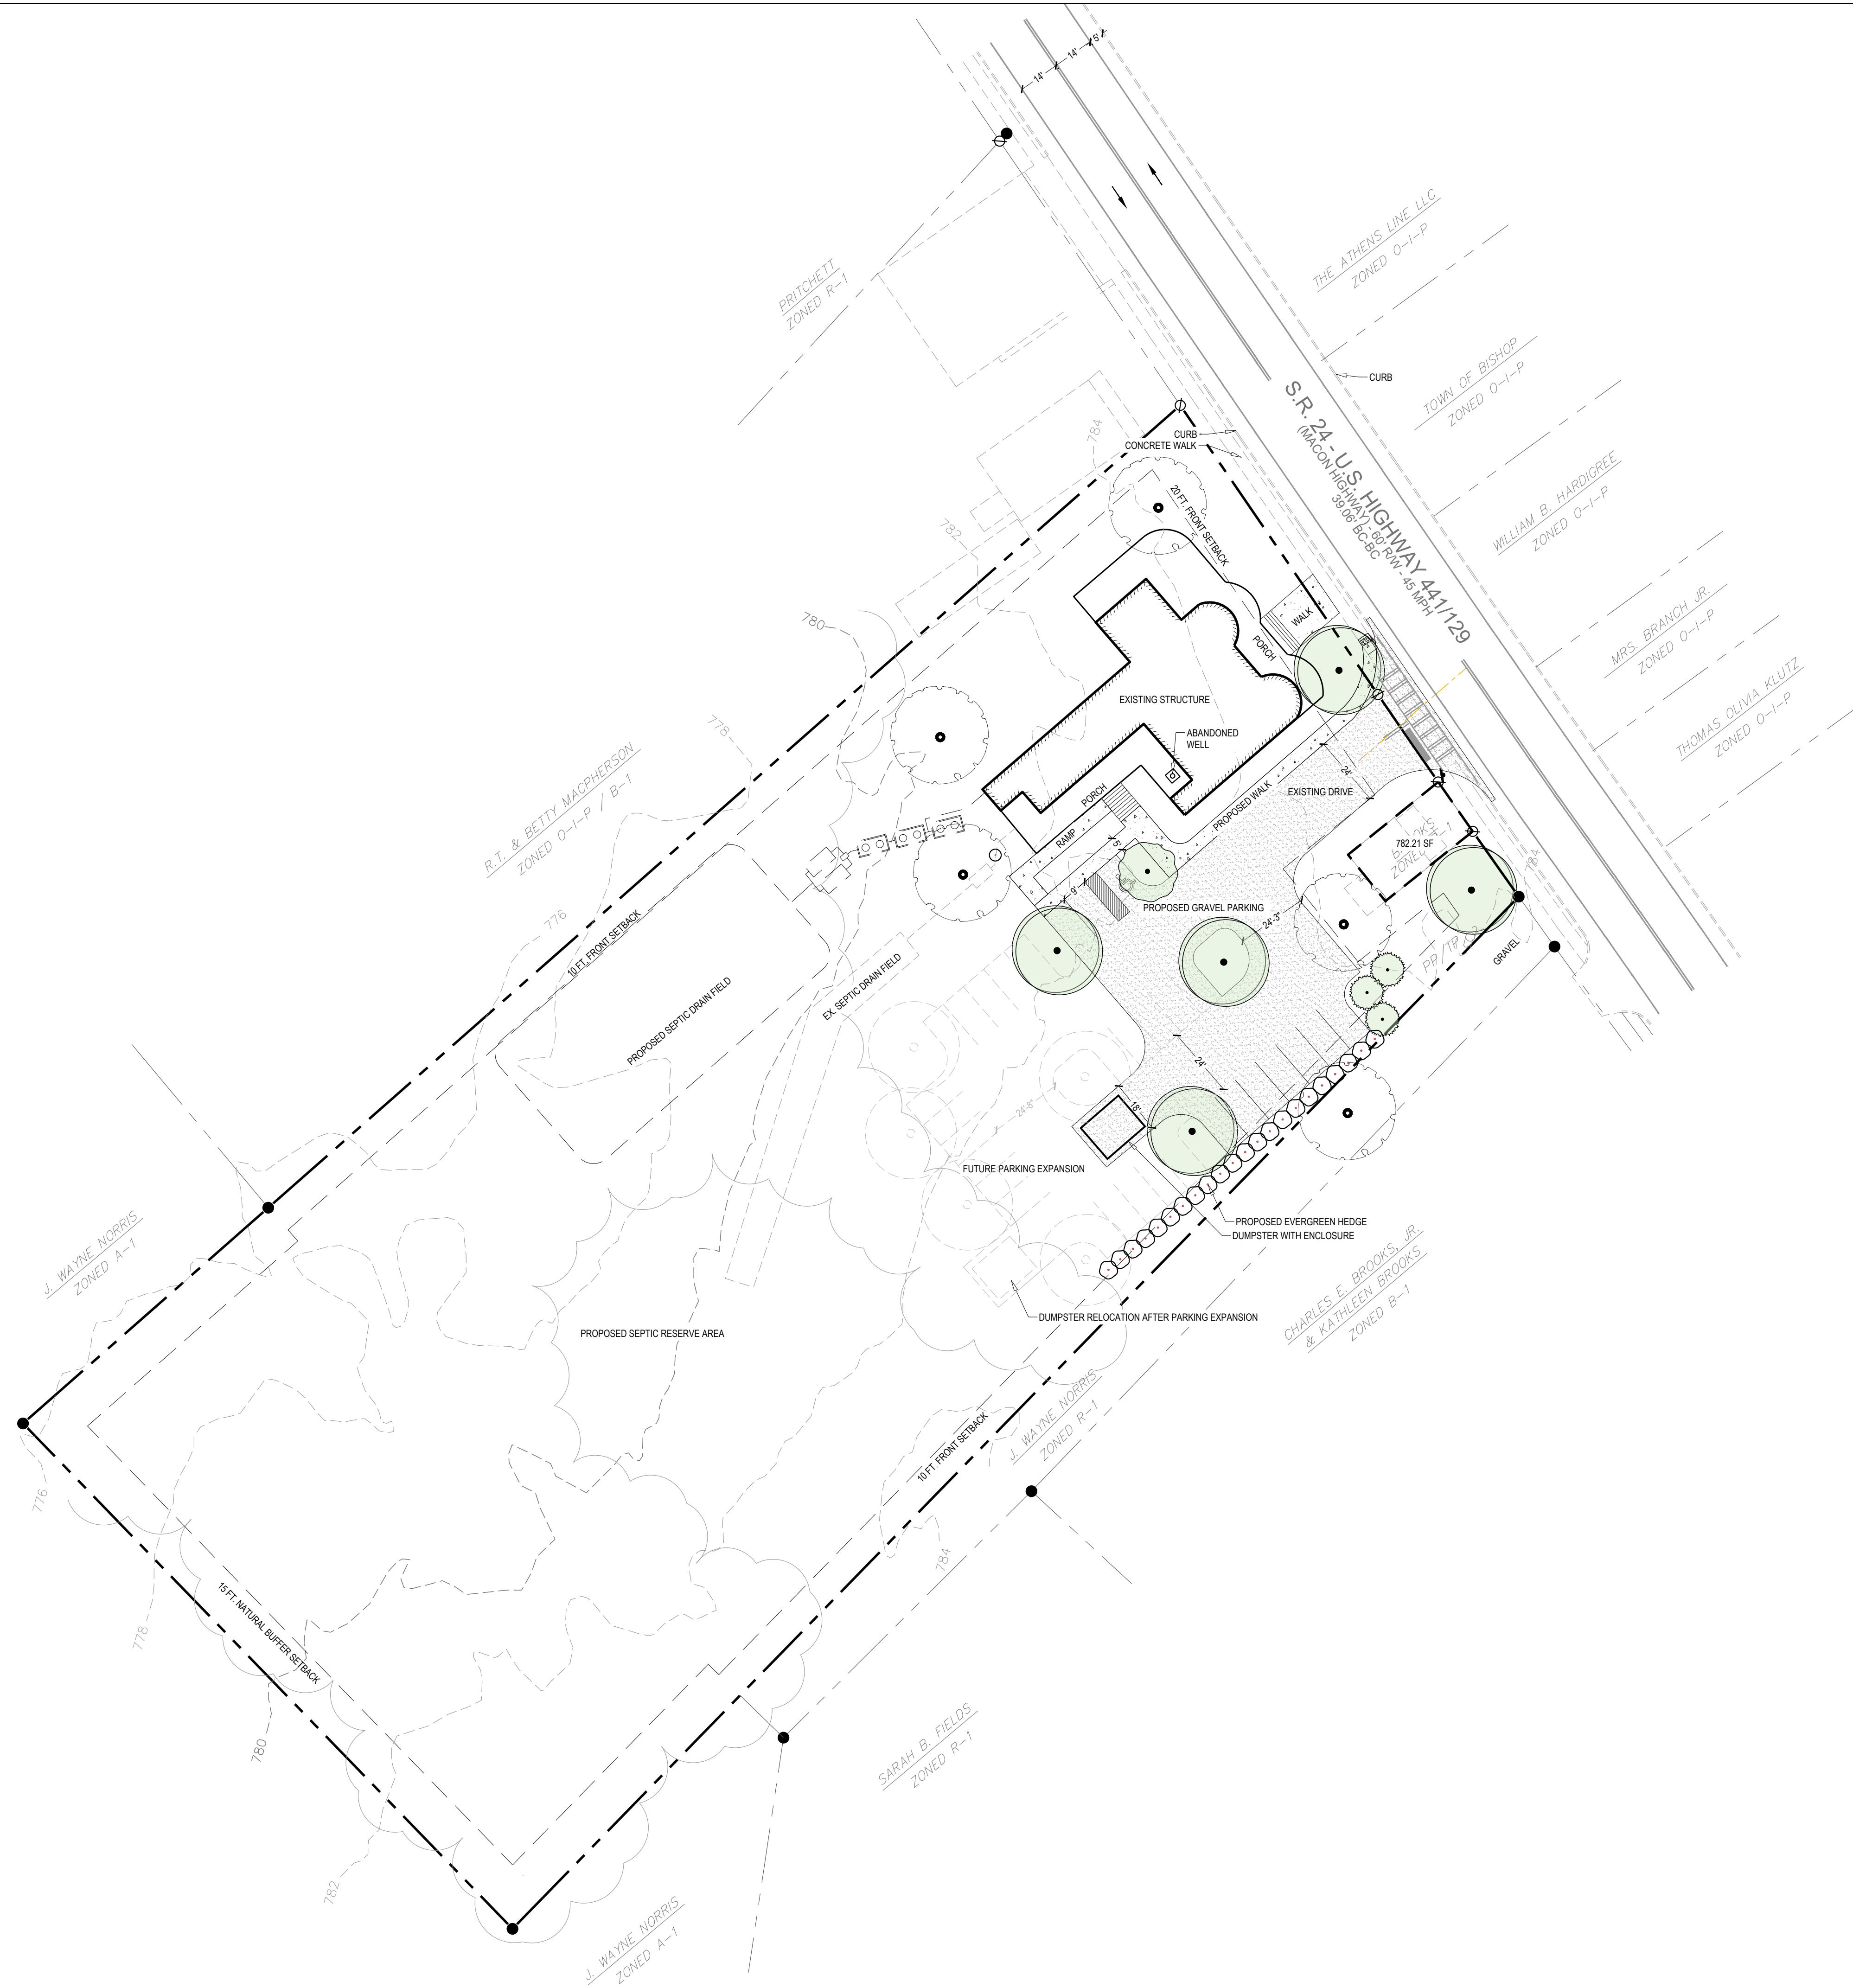 5'
14'
14'
THE ATHENS LINE LLC
ZONED O-I-P
PRITCHETT
ZONED R-1
TOWN OF BISHOP
ZONED O-I-P
CURB
S.R. 24 - U.S. HIGHWAY 441/129
(MACON HIGHWAY) - 60' R/W - 45 MPH
39.06' BC-BC
784
CURB
CONCRETE WALK
20 FT. FRONT SETBACK
WILLIAM B. HARDIGREE
ZONED O-I-P
782
MRS. BRANCH JR.
ZONED O-I-P
780
WALK
PORCH
THOMAS OLIVIA KLUTZ
ZONED O-I-P
EXISTING STRUCTURE
778
ABANDONED
WELL
R.T. & BETTY MACPHERSON
ZONED O-I-P / B-1
24'
EXISTING DRIVE
PORCH
PROPOSED WALK
RAMP
5'
782.21 SF
784
9'
PROPOSED GRAVEL PARKING
24'-3"
776
10 FT. FRONT SETBACK
GRAVEL
PP / TP
EX. SEPTIC DRAIN FIELD
PROPOSED SEPTIC DRAIN FIELD
24'
24'-8"
18'
FUTURE PARKING EXPANSION
J. WAYNE NORRIS
ZONED A-1
PROPOSED EVERGREEN HEDGE
DUMPSTER WITH ENCLOSURE
CHARLES E. BROOKS, JR.
& KATHLEEN BROOKS
ZONED B-1
DUMPSTER RELOCATION AFTER PARKING EXPANSION
PROPOSED SEPTIC RESERVE AREA
J. WAYNE NORRIS
ZONED R-1
10 FT. FRONT SETBACK
776
784
778
15 FT. NATURAL BUFFER SETBACK
780
SARAH B. FIELDS
ZONED R-1
782
J. WAYNE NORRIS
ZONED A-1